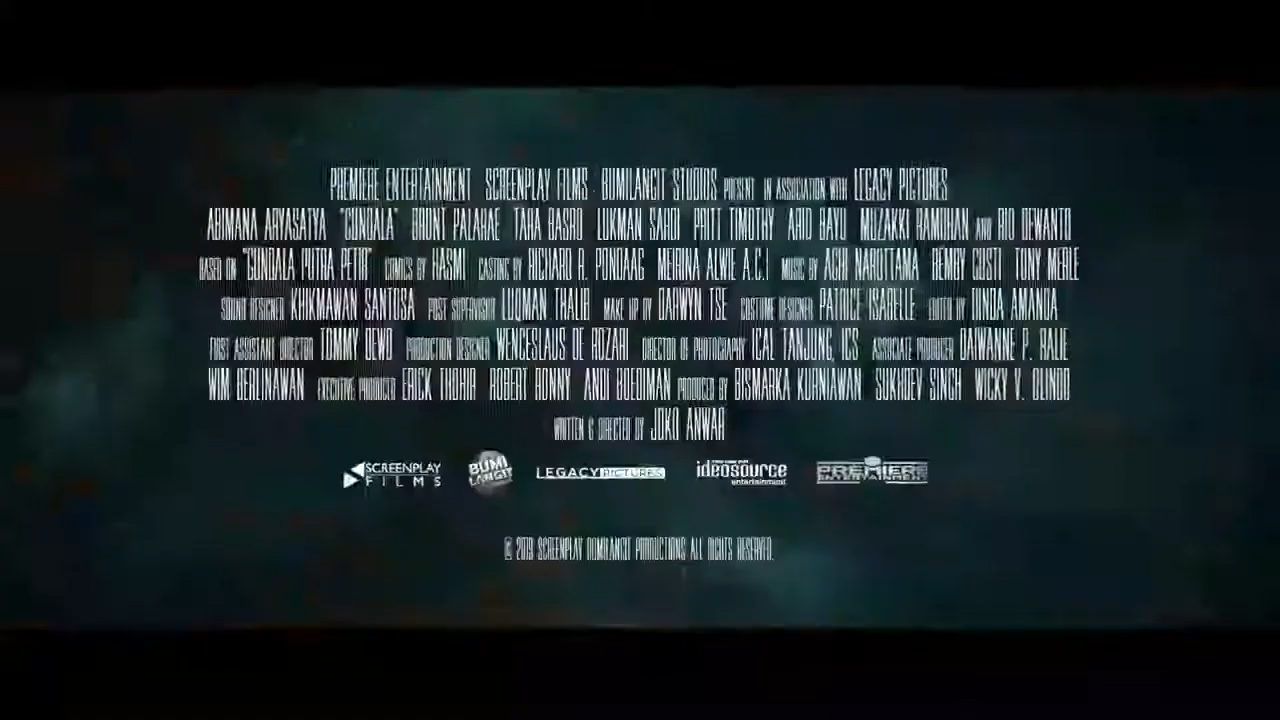 PREMIERE ENTERTAINMENT SCREENPLAY FILMS · BUMILANGIT STUDIOS PRESENT IN ASSOCIATION WITH LEGACY PICTURES
ABIMANA ARYASATYA "GUNDALA" BRONT PALARAE TARA BASRO LUKMAN SARDI PRITT TIMOTHY ARIO BAYU MUZAKKI RAMDHAN AND RIO DEWANTO
BASED ON "GUNDALA PUTRA PETIR" COMICS BY HASMI CASTING BY RICHARD R. PONDAAG MEIRINA ALWIE A.C.I MUSIC BY AGHI NAROTTAMA BEMBY GUSTI TONY MERLE
SOUND DESIGNER KHIKMAWAN SANTOSA POST SUPERVISOR LUQMAN THALIB MAKE UP BY DARWYN TSE COSTUME DESIGNER ISABELLE EDITED BY DINDA AMANDA
FIRST ASSISTANT DIRECTOR TOMMY DEWO PRODUCTION DESIGNER WENCESLAUS DE ROZARI DIRECTOR OF PHOTOGRAPHY ICAL TANJUNG, ICS ASSOCIATE PRODUCER DAIWANNE P. RALIE
WIM BERLINAWAN EXECUTIVE PRODUCER ERICK THOHIR ROBERT RONNY ANDI BOEDIMAN PRODUCED BY BISMARKA KURNIAWAN SUKHDEV SINGH WICKY V. OLINDO
WRITTEN & DIRECTED BY JOKO ANWAR
SCREENPLAY FILMS BUMI LANGIT LEGACY PICTURES ideosource entertainment PREMIERE ENTERTAINMENT
© 2019 SCREENPLAY BUMILANGIT PRODUCTIONS ALL RIGHTS RESERVED.